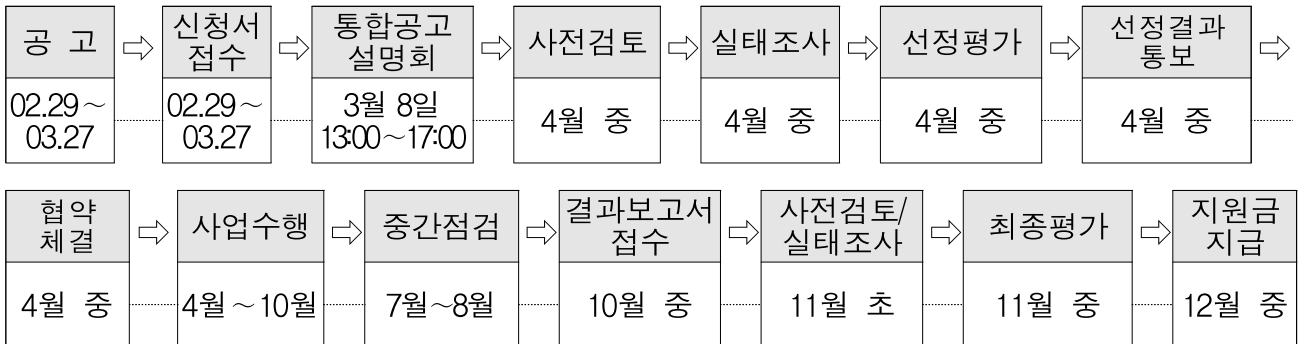 공 고
02.29~
03.27
신청서
접수
02.29~
03.27
통합공고
설명회
3월 8일
13:00~17:00
사전검토
4월 중
실태조사
4월 중
선정평가
4월 중
선정결과
통보
4월 중
협약
체결
4월 중
사업수행
4월~10월
중간점검
7월~8월
결과보고서
접수
10월 중
사전검토/
실태조사
11월 초
최종평가
11월 중
지원금
지급
12월 중